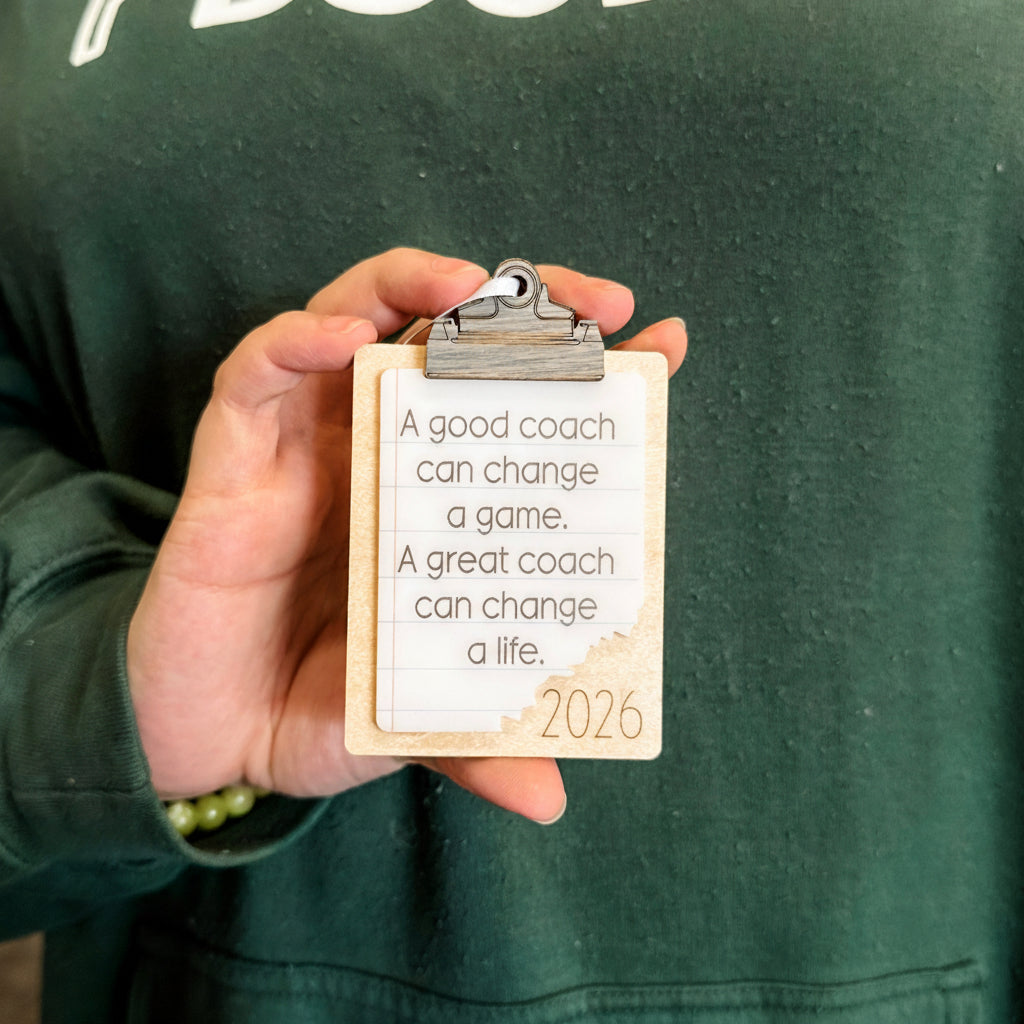 A good coach
can change
a game.
A great coach
can change
a life.
2026